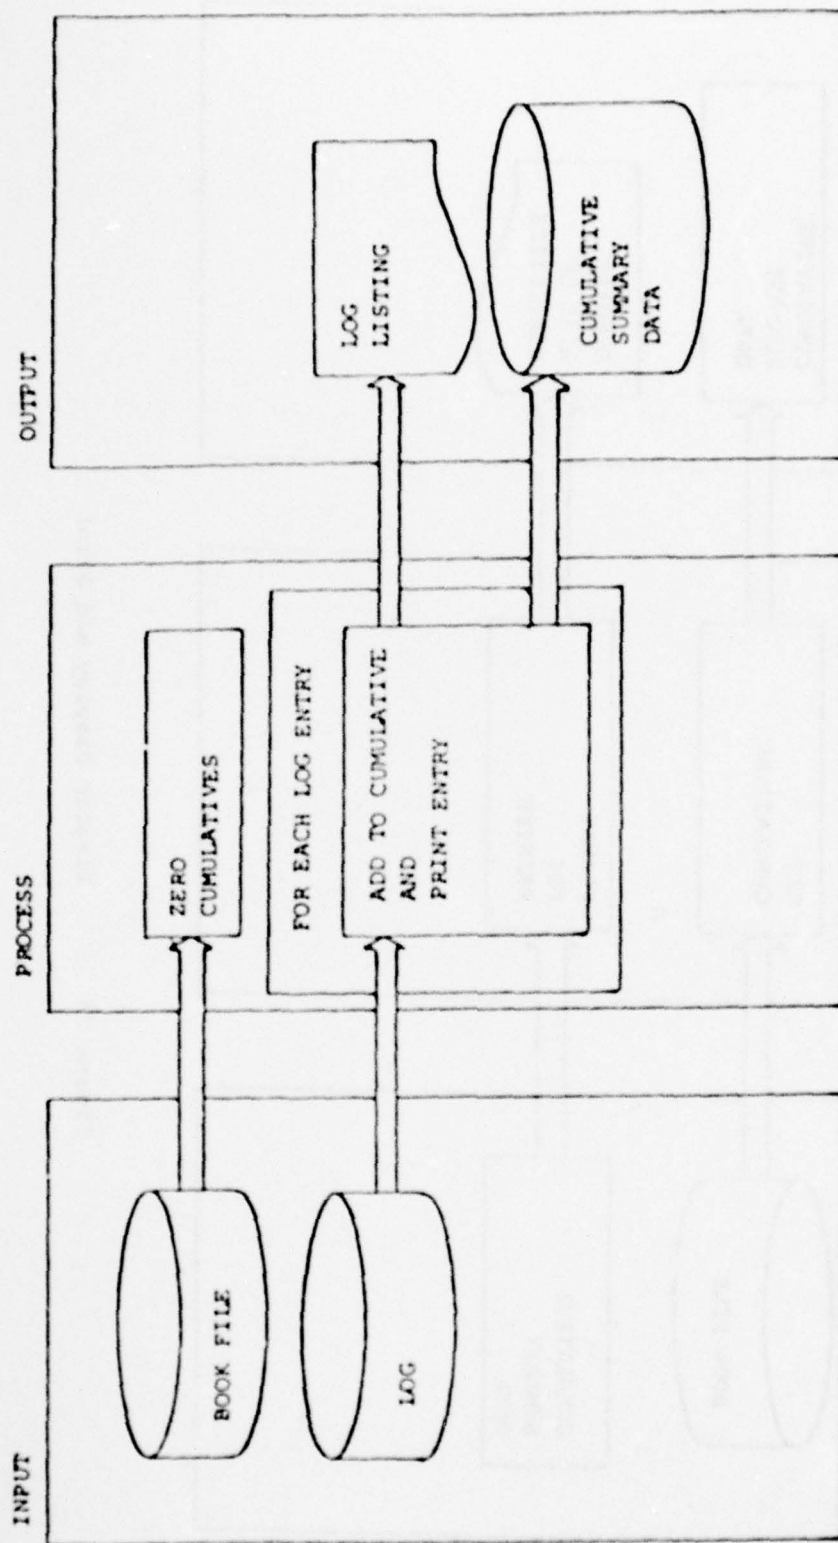 INPUT
PROCESS
OUTPUT
BOOK FILE
ZERO
CUMULATIVES
LOG
FOR EACH LOG ENTRY
ADD TO CUMULATIVE
AND
PRINT ENTRY
LOG
LISTING
CUMULATIVE
SUMMARY
DATA